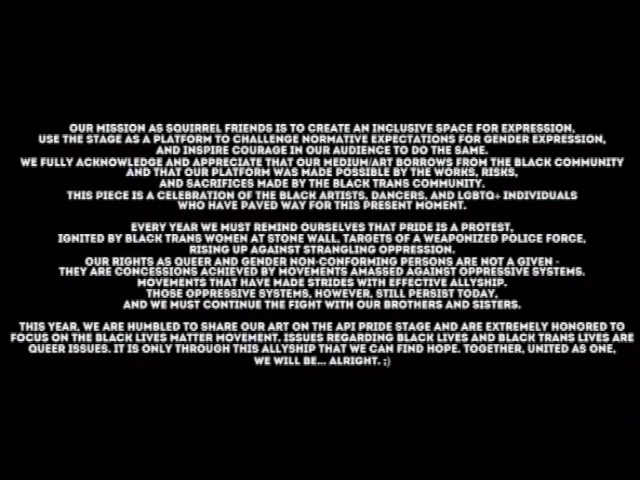 OUR MISSION AS SQUIRREL FRIENDS IS TO CREATE AN INCLUSIVE SPACE FOR EXPRESSION,
USE THE STAGE AS A PLATFORM TO CHALLENGE NORMATIVE EXPECTATIONS FOR GENDER EXPRESSION,
AND INSPIRE COURAGE IN OUR AUDIENCE TO DO THE SAME.
WE FULLY ACKNOWLEDGE AND APPRECIATE THAT OUR MEDIUM/ART BORROWS FROM THE BLACK COMMUNITY
AND THAT OUR PLATFORM WAS MADE POSSIBLE BY THE WORKS, RISKS,
AND SACRIFICES MADE BY THE BLACK TRANS COMMUNITY.
THIS PIECE IS A CELEBRATION OF THE BLACK ARTISTS, DANCERS, AND LGBTQ+ INDIVIDUALS
WHO HAVE PAVED WAY FOR THIS PRESENT MOMENT.
EVERY YEAR WE MUST REMIND OURSELVES THAT PRIDE IS A PROTEST,
IGNITED BY BLACK TRANS WOMEN AT STONE WALL, TARGETS OF A WEAPONIZED POLICE FORCE,
RISING UP AGAINST STRANGLING OPPRESSION.
OUR RIGHTS AS QUEER AND GENDER NON-CONFORMING PERSONS ARE NOT A GIVEN -
THEY ARE CONCESSIONS ACHIEVED BY MOVEMENTS AMASSED AGAINST OPPRESSIVE SYSTEMS.
MOVEMENTS THAT HAVE MADE STRIDES WITH EFFECTIVE ALLYSHIP.
THOSE OPPRESSIVE SYSTEMS, HOWEVER, STILL PERSIST TODAY,
AND WE MUST CONTINUE THE FIGHT WITH OUR BROTHERS AND SISTERS.
THIS YEAR, WE ARE HUMBLED TO SHARE OUR ART ON THE API PRIDE STAGE AND ARE EXTREMELY HONORED TO
FOCUS ON THE BLACK LIVES MATTER MOVEMENT. ISSUES REGARDING BLACK LIVES AND BLACK TRANS LIVES ARE
QUEER ISSUES. IT IS ONLY THROUGH THIS ALLYSHIP THAT WE CAN FIND HOPE. TOGETHER, UNITED AS ONE,
WE WILL BE... ALRIGHT. :)